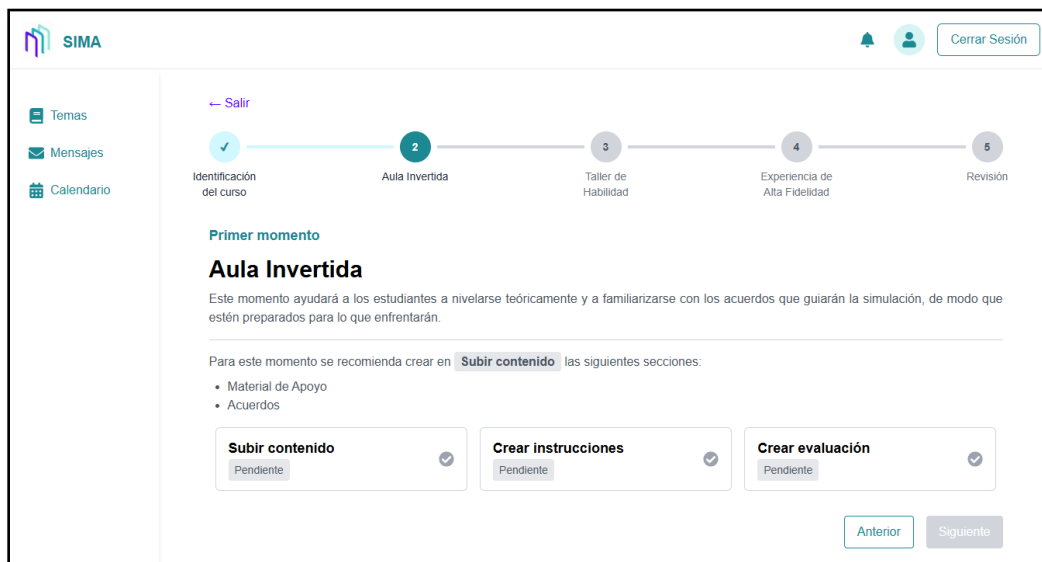 SIMA
Cerrar Sesión
Temas
Mensajes
Calendario
← Salir
2
3
4
5
Identificación
del curso
Aula Invertida
Taller de
Habilidad
Experiencia de
Alta Fidelidad
Revisión
Primer momento
Aula Invertida
Este momento ayudará a los estudiantes a nivelarse teóricamente y a familiarizarse con los acuerdos que guiarán la simulación, de modo que
estén preparados para lo que enfrentarán.
Para este momento se recomienda crear en Subir contenido las siguientes secciones:
• Material de Apoyo
• Acuerdos
Subir contenido
Pendiente
Crear instrucciones
Pendiente
Crear evaluación
Pendiente
Anterior
Siguiente